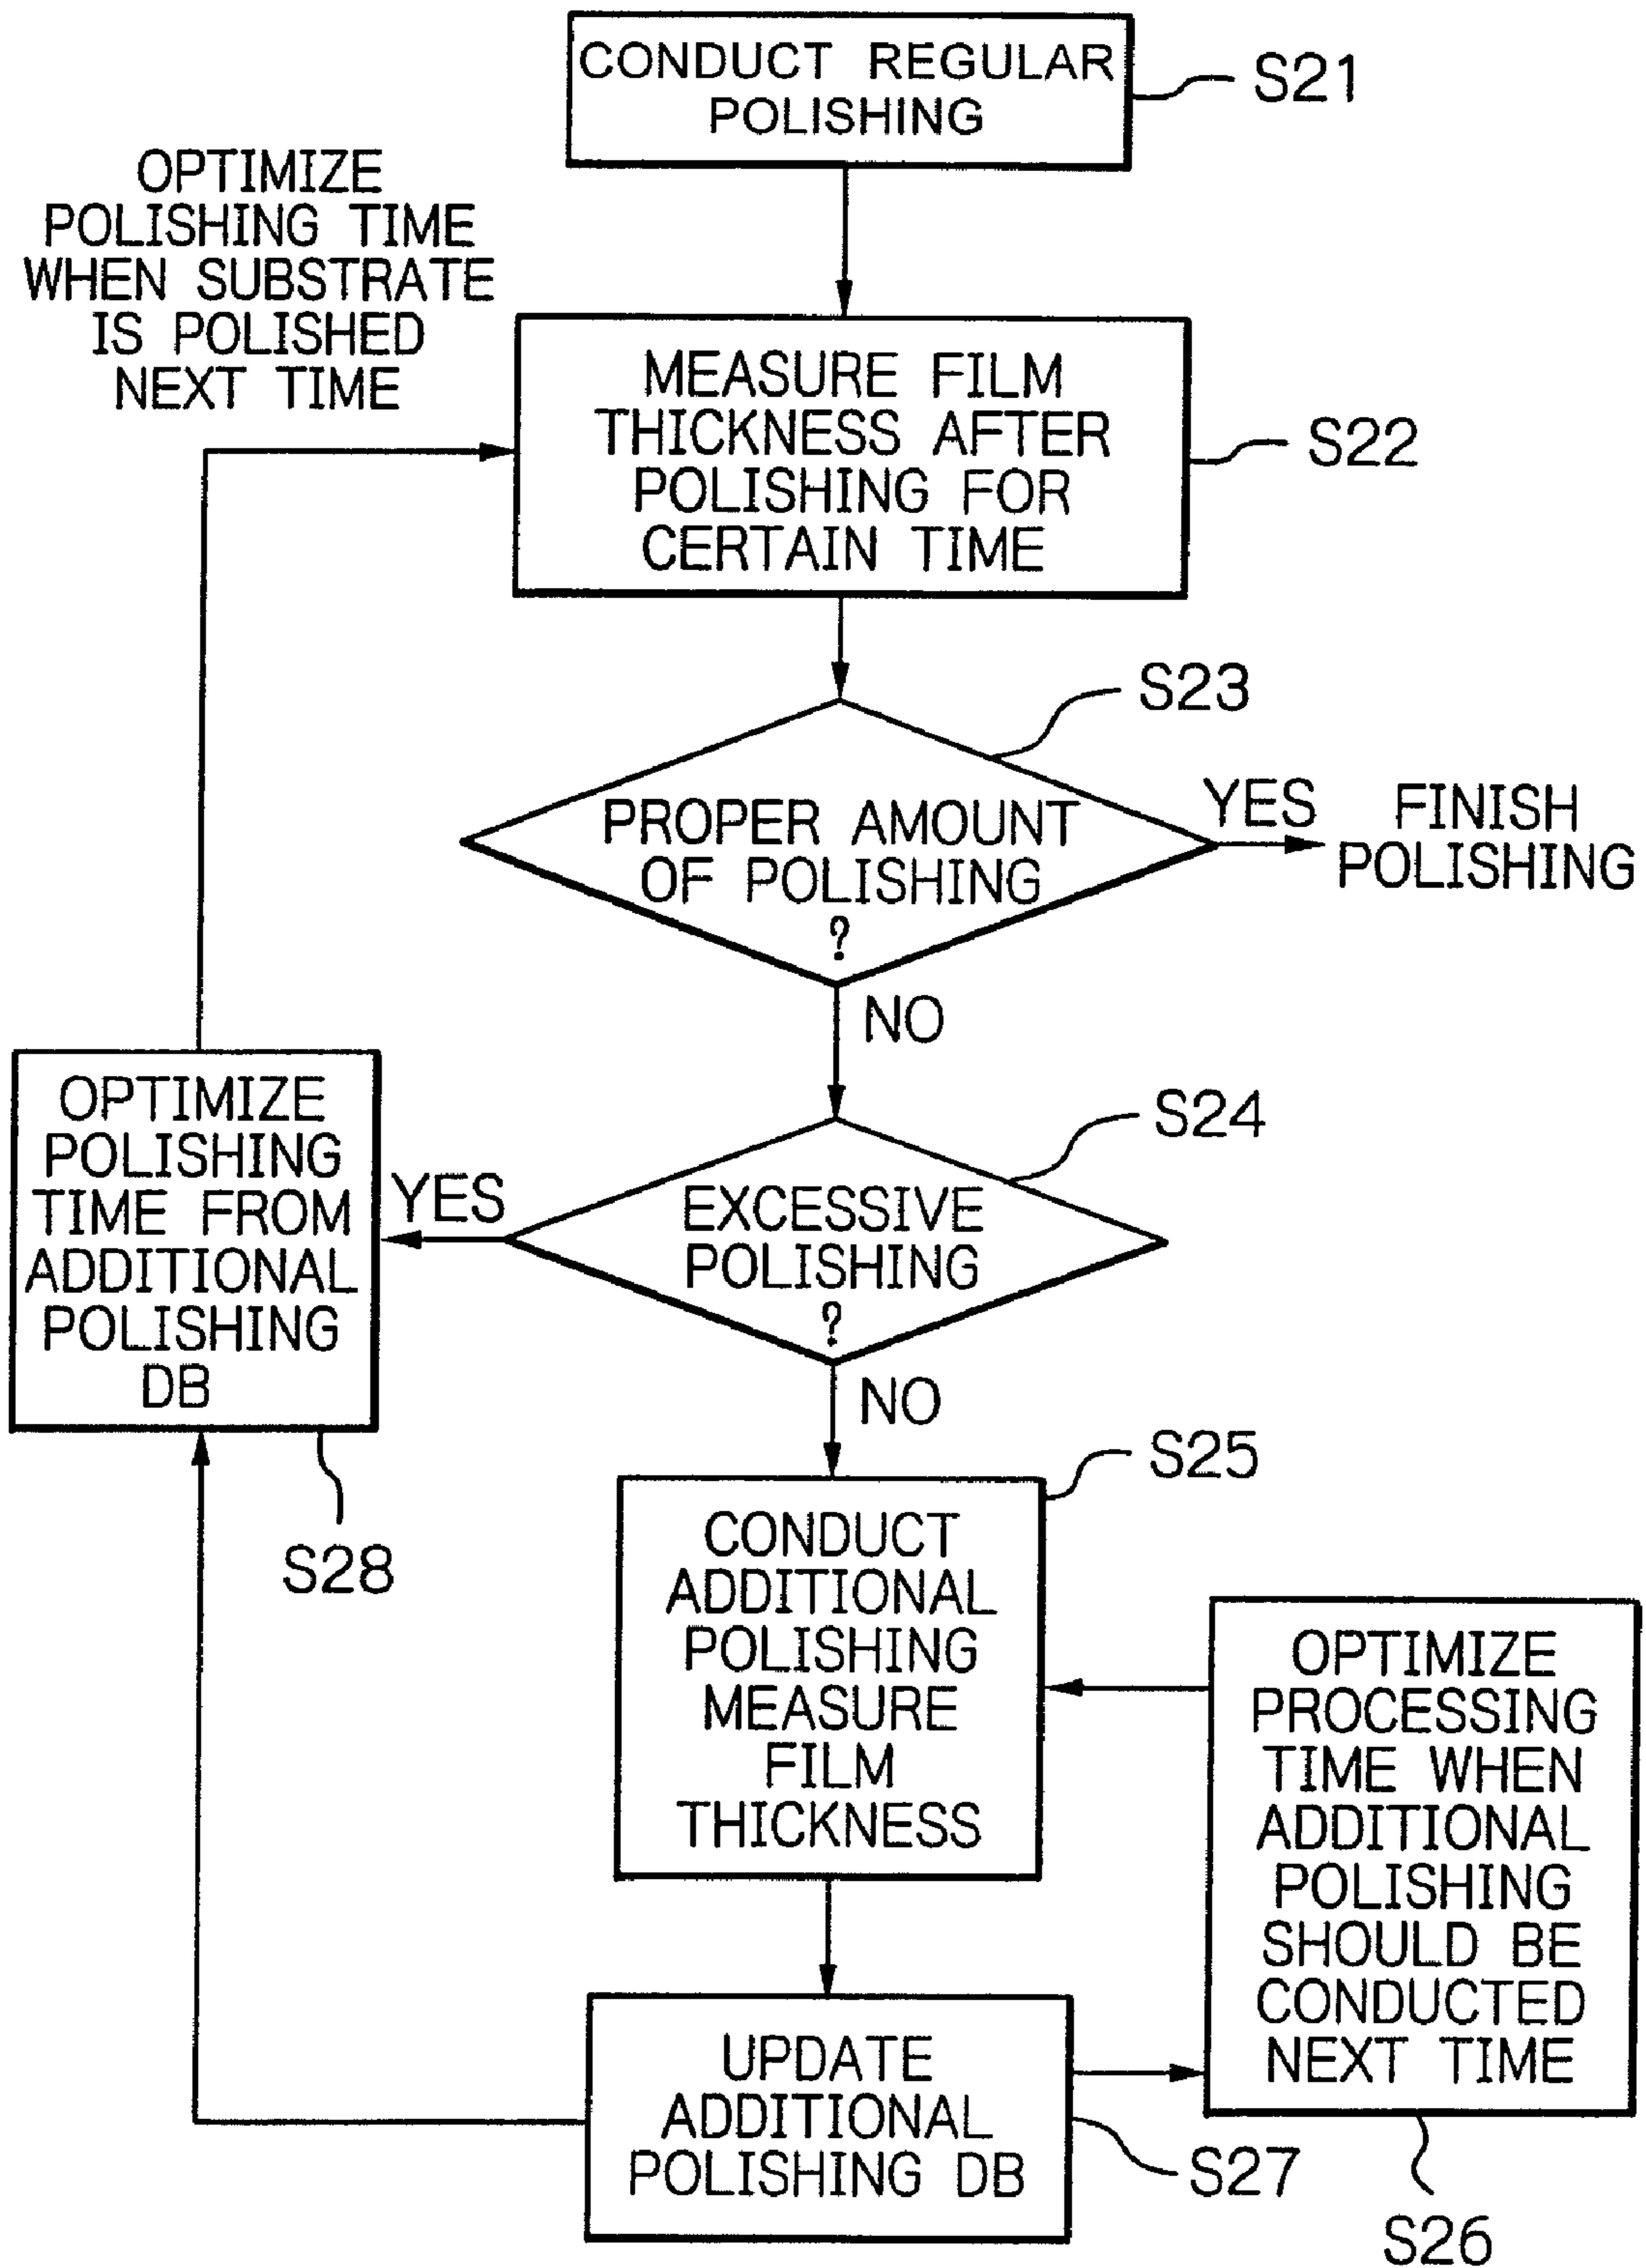 CONDUCT REGULAR
POLISHING
S21
OPTIMIZE
POLISHING TIME
WHEN SUBSTRATE
IS POLISHED
NEXT TIME
MEASURE FILM
THICKNESS AFTER
POLISHING FOR
CERTAIN TIME
S22
S23
PROPER AMOUNT
OF POLISHING
?
YES
FINISH
POLISHING
NO
S24
EXCESSIVE
POLISHING
?
YES
OPTIMIZE
POLISHING
TIME FROM
ADDITIONAL
POLISHING
DB
S28
NO
S25
CONDUCT
ADDITIONAL
POLISHING
MEASURE
FILM
THICKNESS
OPTIMIZE
PROCESSING
TIME WHEN
ADDITIONAL
POLISHING
SHOULD BE
CONDUCTED
NEXT TIME
S26
UPDATE
ADDITIONAL
POLISHING DB
S27